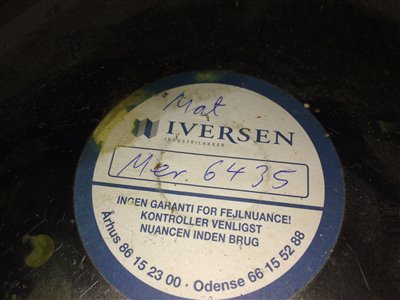 Mat
IVERSEN
INDUSTRILAKKER
Mer. 6435
INGEN GARANTI FOR FEJLNUANCE!
KONTROLLER VENLIGST
NUANCEN INDEN BRUG
Århus 86 15 23 00 · Odense 66 15 52 88